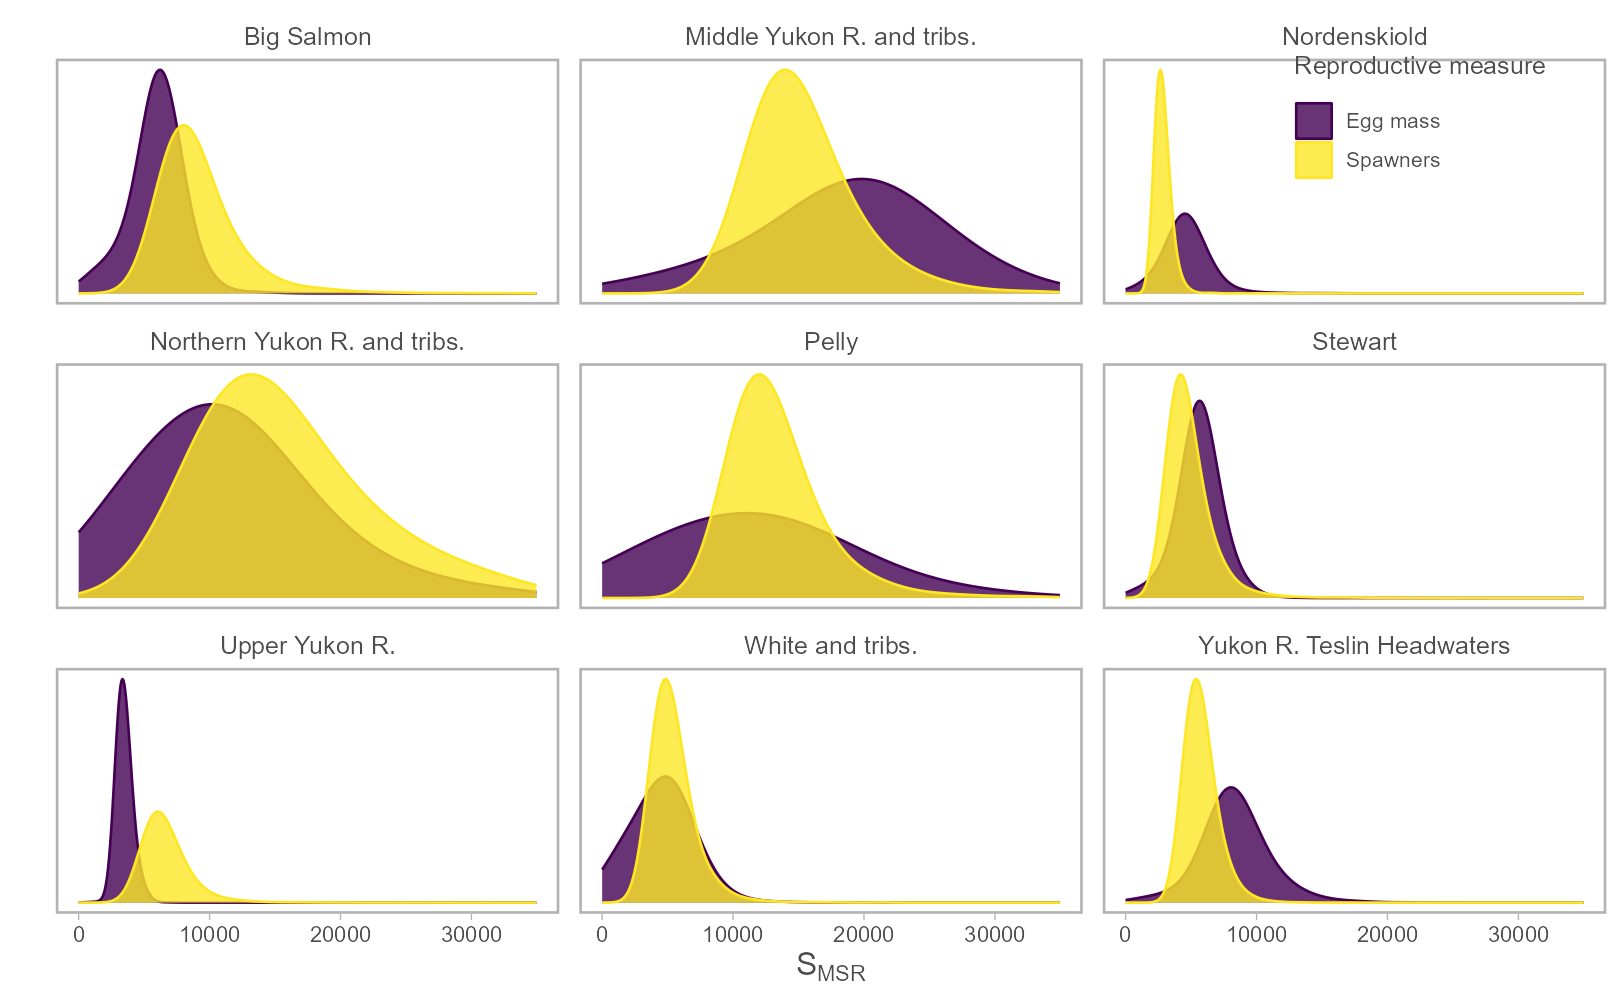 Big Salmon
Middle Yukon R. and tribs.
Nordenskiold
Reproductive measure
Egg mass
Spawners
Northern Yukon R. and tribs.
Pelly
Stewart
Upper Yukon R.
White and tribs.
Yukon R. Teslin Headwaters
0 10000 20000 30000
0 10000 20000 30000
0 10000 20000 30000
SMSR